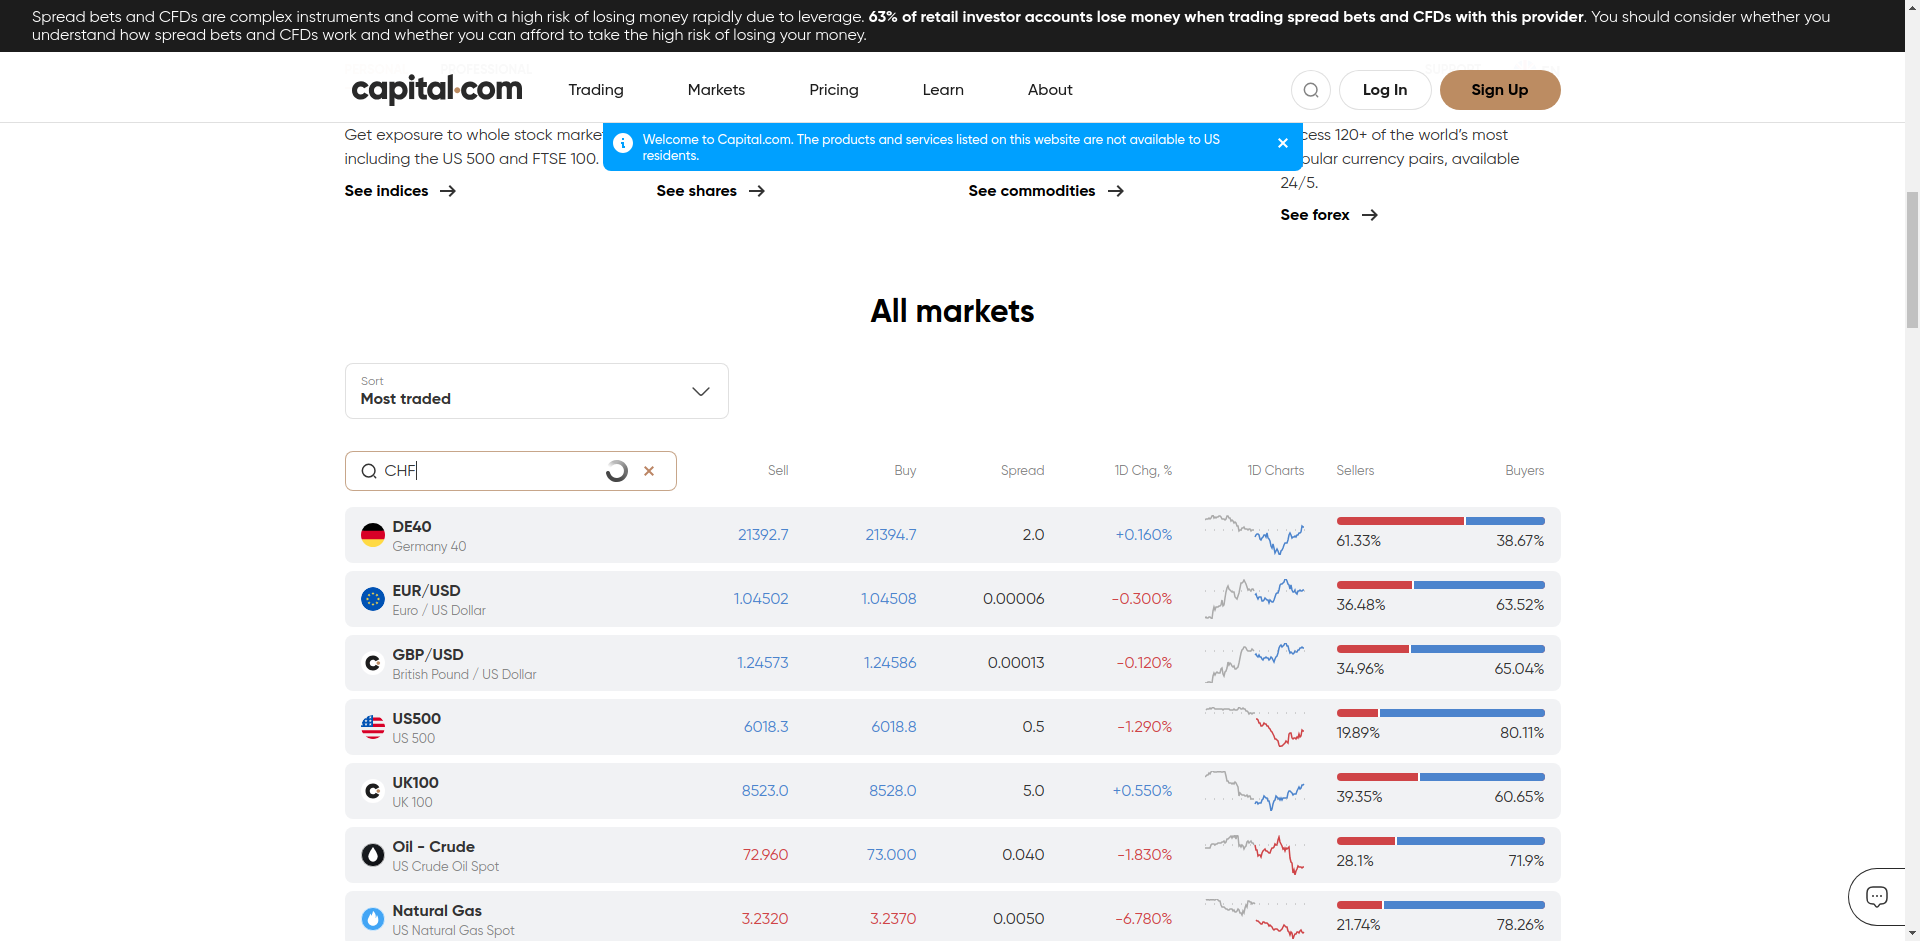 Spread bets and CFDs are complex instruments and come with a high risk of losing money rapidly due to leverage. 63% of retail investor accounts lose money when trading spread bets and CFDs with this provider. You should consider whether you
understand how spread bets and CFDs work and whether you can afford to take the high risk of losing your money.
capital.com
Trading
Markets
Pricing
Learn
About
Log In
Sign Up
Welcome to Capital.com. The products and services listed on this website are not available to US
residents.
Get exposure to whole stock
including the US 500 and FTSE 100.
See indices
See shares
See commodities
of the world's most
currency pairs, available
24/5.
See forex
All markets
Sort
Most traded
CHF
Sell Buy Spread 1D Chg, % 1D Charts Sellers Buyers
DE40
Germany 40
21392.7 21394.7 2.0 +0.160% 61.33% 38.67%
EUR/USD
Euro / US Dollar
1.04502 1.04508 0.00006 -0.300% 36.48% 63.52%
GBP/USD
British Pound / US Dollar
1.24573 1.24586 0.00013 -0.120% 34.96% 65.04%
US500
US 500
6018.3 6018.8 0.5 -1.290% 19.89% 80.11%
UK100
UK 100
8523.0 8528.0 5.0 +0.550% 39.35% 60.65%
Oil - Crude
US Crude Oil Spot
72.960 73.000 0.040 -1.830% 28.1% 71.9%
Natural Gas
US Natural Gas Spot
3.2320 3.2370 0.0050 -6.780% 21.74% 78.26%